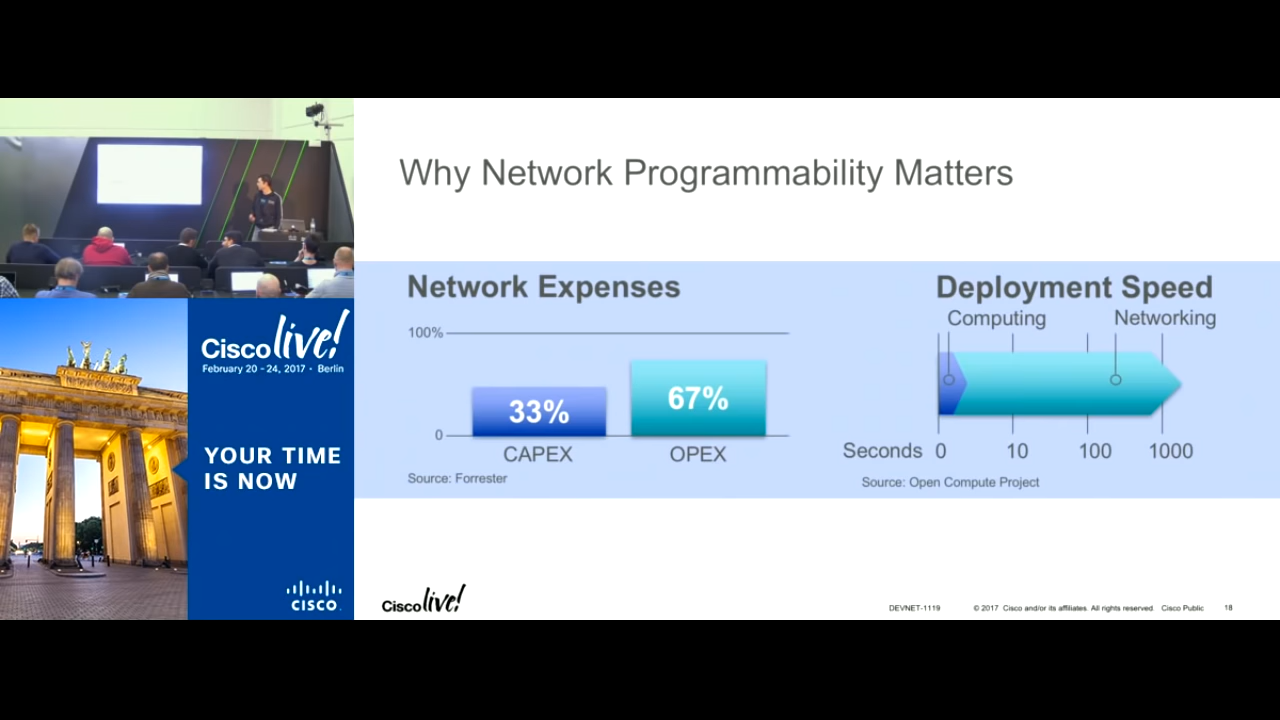 Why Network Programmability Matters
Network Expenses
100%
0
33%
67%
CAPEX
OPEX
Source: Forrester
Deployment Speed
Computing
Networking
Seconds
0
10
100
1000
Source: Open Compute Project
Cisco live!
February 20 - 24, 2017 • Berlin
YOUR TIME
IS NOW
CISCO.
Cisco live!
DEVNET-1119
© 2017 Cisco and/or its affiliates. All rights reserved. Cisco Public
18